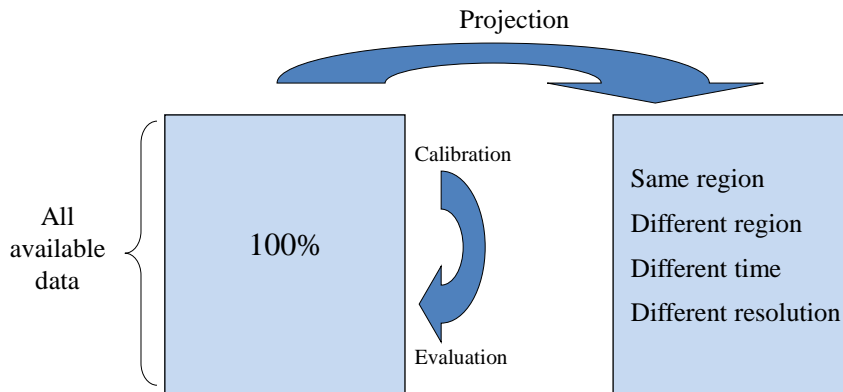 Projection
All
available
data
100%
Calibration
Evaluation
Same region
Different region
Different time
Different resolution